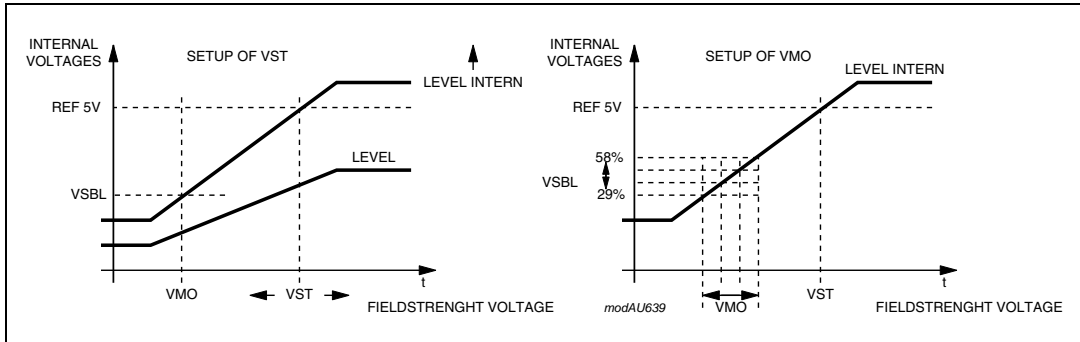 INTERNAL
VOLTAGES
SETUP OF VST
LEVEL INTERN
REF 5V
LEVEL
VSBL
t
VMO
VST
FIELDSTRENGHT VOLTAGE
INTERNAL
VOLTAGES
SETUP OF VMO
LEVEL INTERN
REF 5V
58%
VSBL
29%
t
modAU639
VMO
VST
FIELDSTRENGHT VOLTAGE